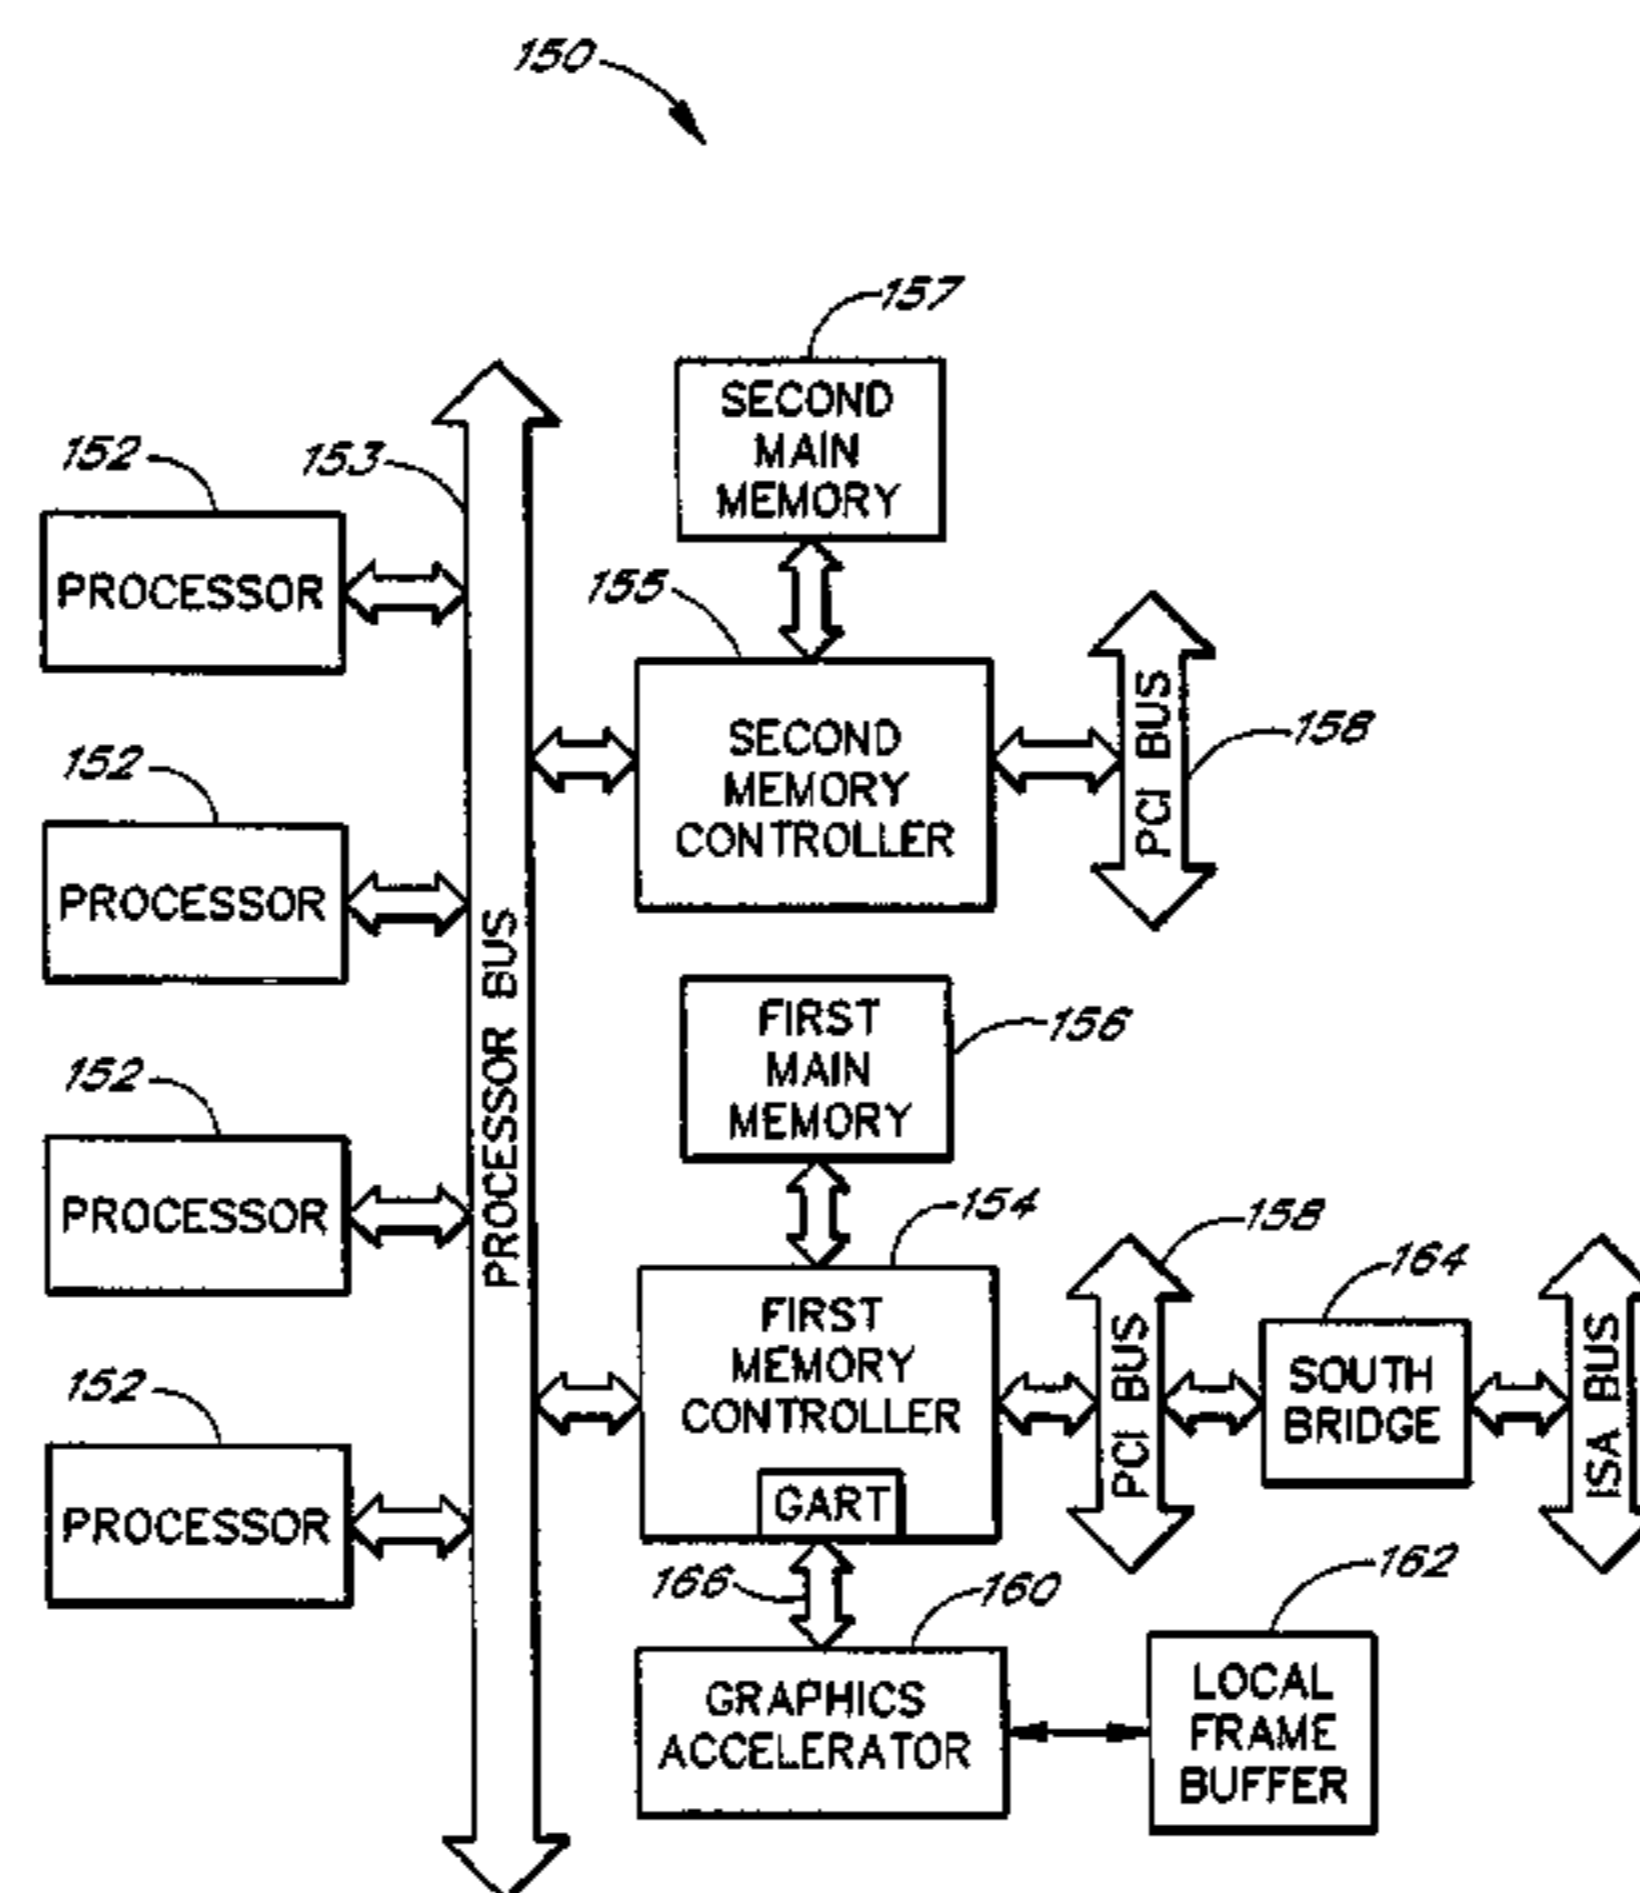 150
157
SECOND
MAIN
MEMORY
152
153
PROCESSOR
155
158
PCI BUS
SECOND
MEMORY
CONTROLLER
152
PROCESSOR
PROCESSOR BUS
FIRST
MAIN
MEMORY
156
152
PROCESSOR
154
158
164
FIRST
MEMORY
CONTROLLER
GART
PCI BUS
SOUTH
BRIDGE
ISA BUS
152
PROCESSOR
166
160
162
GRAPHICS
ACCELERATOR
LOCAL
FRAME
BUFFER